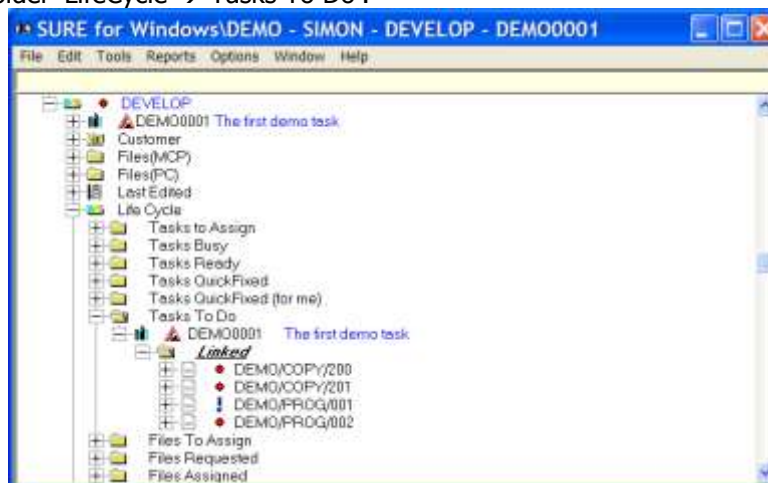 older LifeCycle → Tasks To Do .
SURE for Windows\DEMO - SIMON - DEVELOP - DEMO0001
File Edit Tools Reports Options Window Help
DEVELOP
DEMO0001 The first demo task
Customer
Files(MCP)
Files(PC)
Last Edited
Life Cycle
Tasks to Assign
Tasks Busy
Tasks Ready
Tasks QuickFixed
Tasks QuickFixed (for me)
Tasks To Do
DEMO0001 The first demo task
Linked
DEMO/COPY/200
DEMO/COPY/201
DEMO/PROG/001
DEMO/PROG/002
Files To Assign
Files Requested
Files Assigned